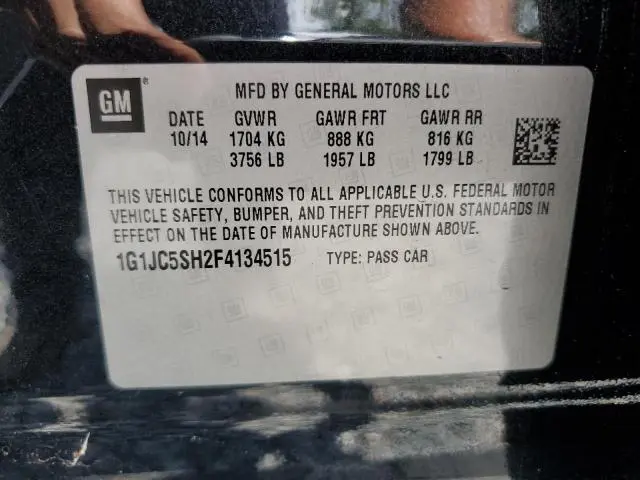 GM ®
MFD BY GENERAL MOTORS LLC
DATE GVWR GAWR FRT GAWR RR
10/14 1704 KG 888 KG 816 KG
3756 LB 1957 LB 1799 LB
THIS VEHICLE CONFORMS TO ALL APPLICABLE U.S. FEDERAL MOTOR
VEHICLE SAFETY, BUMPER, AND THEFT PREVENTION STANDARDS IN
EFFECT ON THE DATE OF MANUFACTURE SHOWN ABOVE.
1G1JC5SH2F4134515 TYPE: PASS CAR